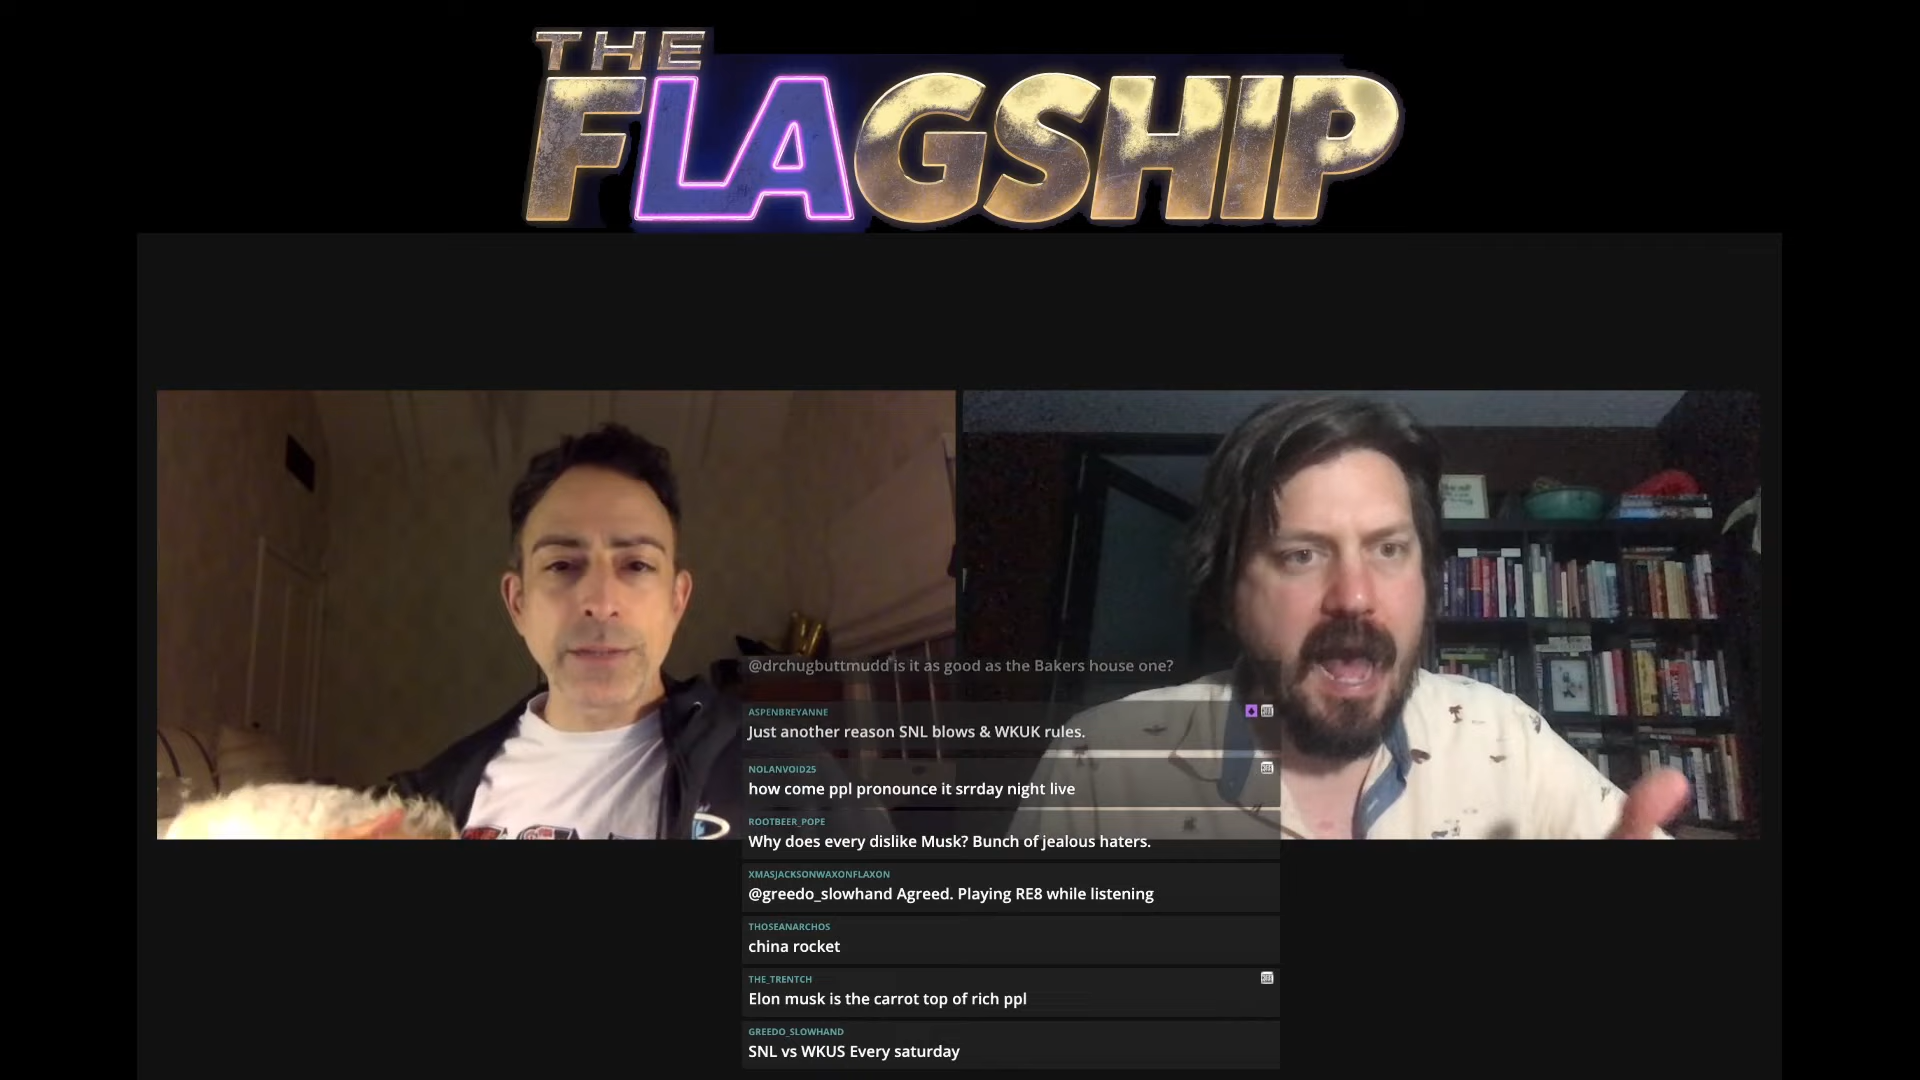 THE
FLAGSHIP
@drchugbuttmudd is it as good as the Bakers house one?
ASPENBREYANNE
Just another reason SNL blows & WKUK rules.
NOLANVOID25
how come ppl pronounce it srrday night live
ROOTBEER_POPE
Why does every dislike Musk? Bunch of jealous haters.
XMASJACKSONWAXONFLAXON
@greedo_slowhand Agreed. Playing RE8 while listening
THOSEANARCHOS
china rocket
THE_TRENTCH
Elon musk is the carrot top of rich ppl
GREEDO_SLOWHAND
SNL vs WKUS Every saturday